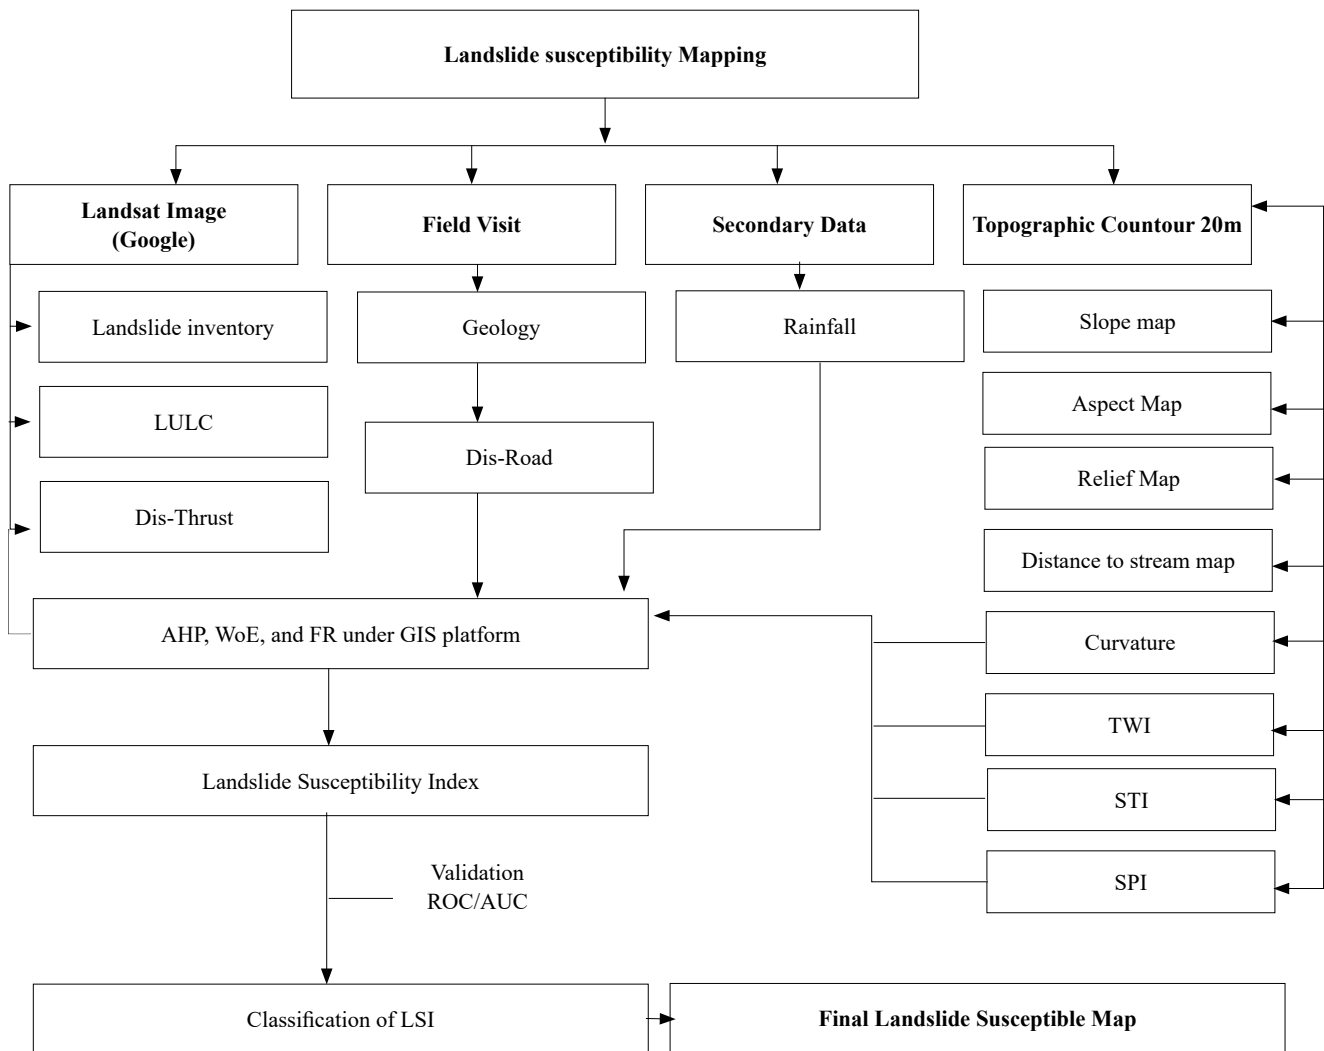 Landslide susceptibility Mapping
Landsat Image
(Google)
Field Visit
Secondary Data
Topographic Countour 20m
Landslide inventory
LULC
Dis-Thrust
Geology
Dis-Road
Rainfall
Slope map
Aspect Map
Relief Map
Distance to stream map
Curvature
TWI
STI
SPI
AHP, WoE, and FR under GIS platform
Landslide Susceptibility Index
Validation
ROC/AUC
Classification of LSI
Final Landslide Susceptible Map